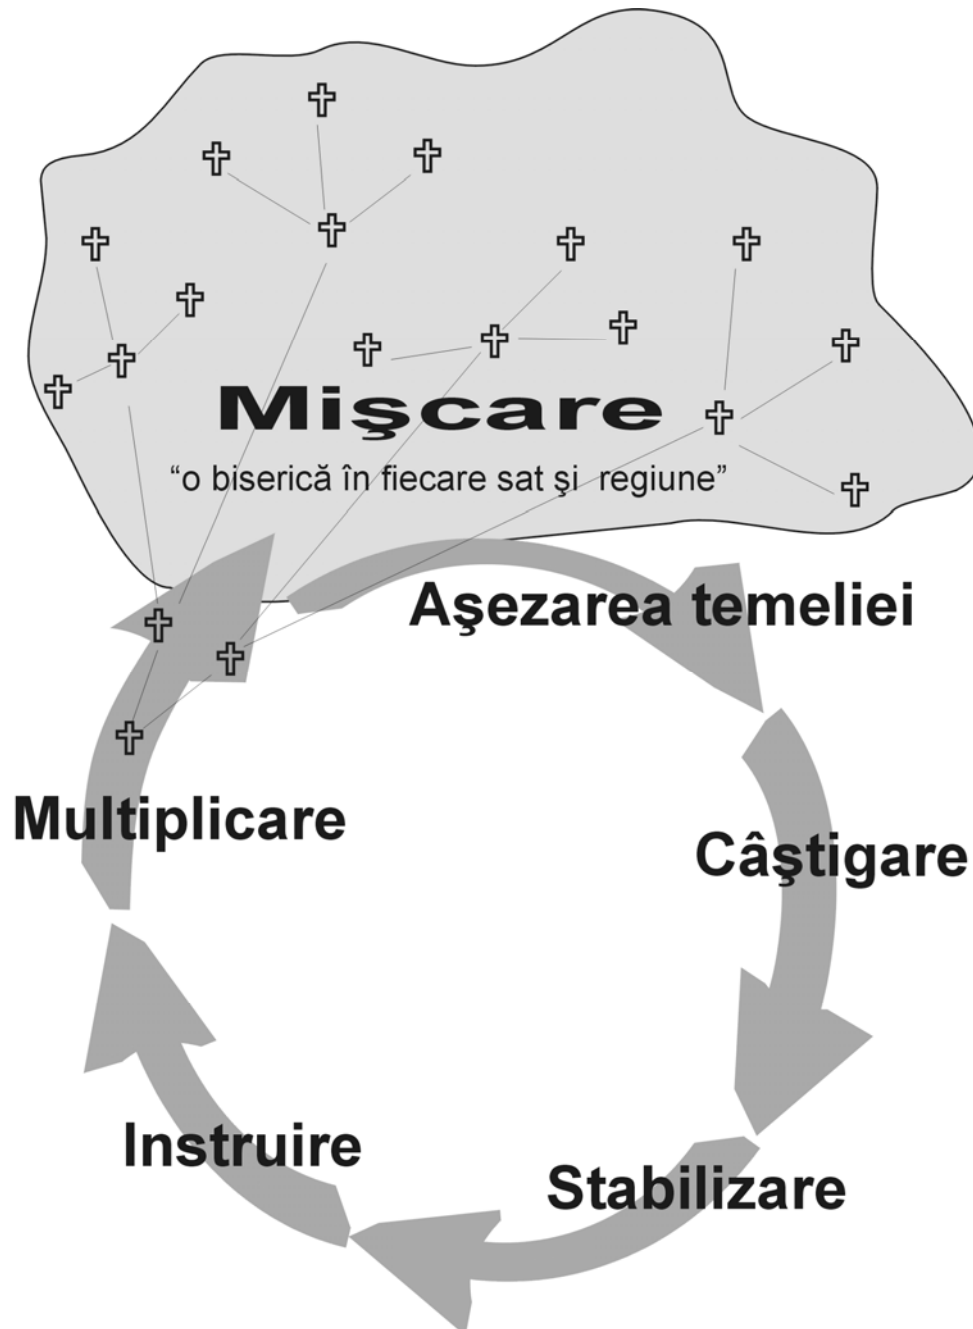 Mişcare
“o biserică în fiecare sat şi regiune”
Aşezarea temeliei
Multiplicare
Câştigare
Instruire
Stabilizare